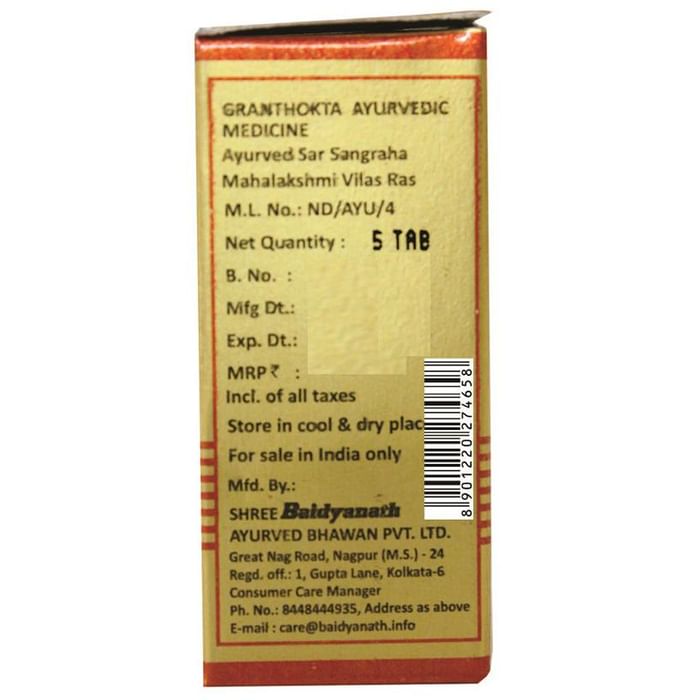 GRANTHOKTA AYURVEDIC
MEDICINE
Ayurved Sar Sangraha
Mahalakshmi Vilas Ras
M.L. No.: ND/AYU/4
Net Quantity : 5 TAB
B. No. :
Mfg Dt.:
Exp. Dt.:
MRP ₹ :
Incl. of all taxes
Store in cool & dry plac
For sale in India only
Mfd. By.:
SHREE Baidyanath
AYURVED BHAWAN PVT. LTD.
Great Nag Road, Nagpur (M.S.) - 24
Regd. off.: 1, Gupta Lane, Kolkata-6
Consumer Care Manager
Ph. No.: 8448444935, Address as above
E-mail : care@baidyanath.info
8 901220 274658